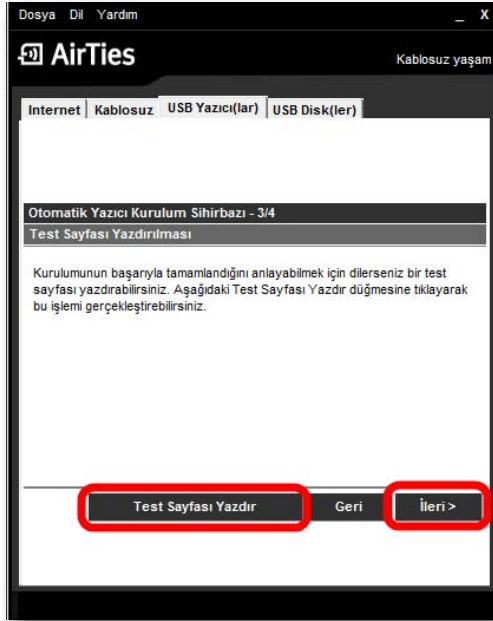 Dosya Dil Yardım _ X
AirTies
Kablosuz yaşam
Internet Kablosuz USB Yazıcı(lar) USB Disk(ler)
Otomatik Yazıcı Kurulum Sihirbazı - 3/4
Test Sayfası Yazdırılması
Kurulumunun başarıyla tamamlandığını anlayabilmek için dilerseniz bir test
sayfası yazdırabilirsiniz. Aşağıdaki Test Sayfası Yazdır düğmesine tıklayarak
bu işlemi gerçekleştirebilirsiniz.
Test Sayfası Yazdır Geri İleri >